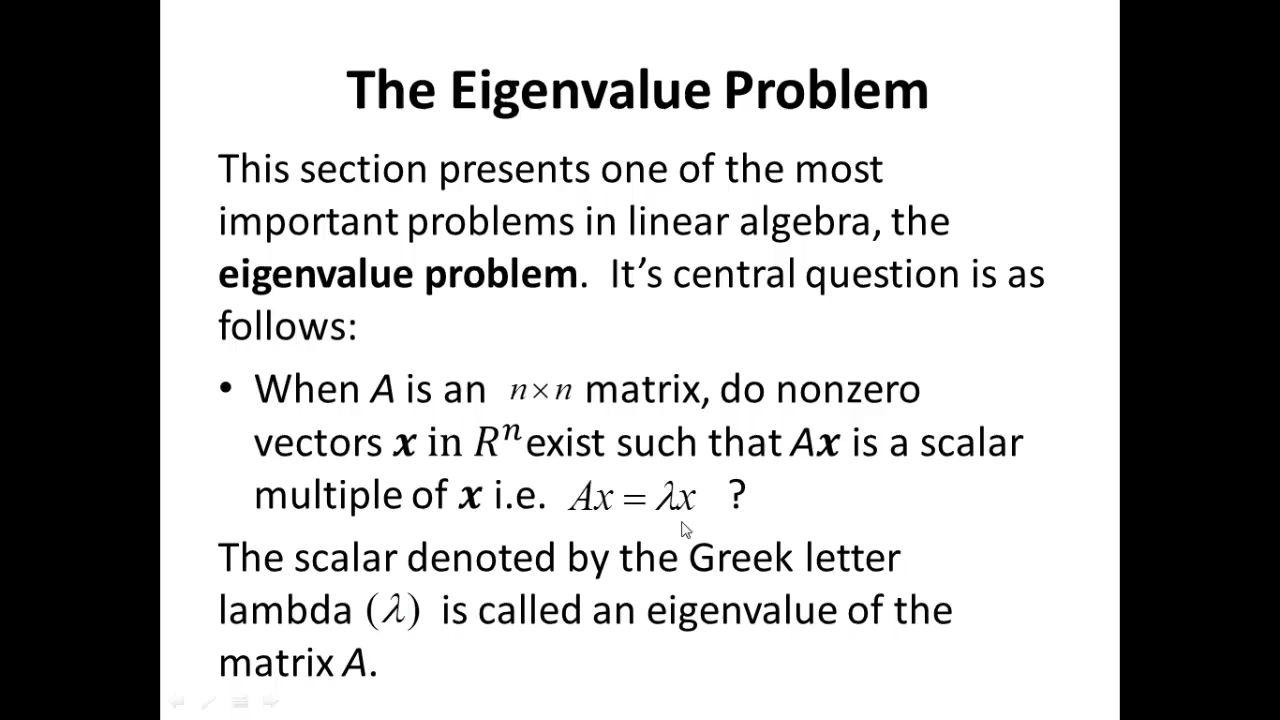 The Eigenvalue Problem
This section presents one of the most
important problems in linear algebra, the
eigenvalue problem. It’s central question is as
follows:
• When A is an n×n matrix, do nonzero
vectors x in Rⁿ exist such that Ax is a scalar
multiple of x i.e. Ax = λx ?
The scalar denoted by the Greek letter
lambda (λ) is called an eigenvalue of the
matrix A.